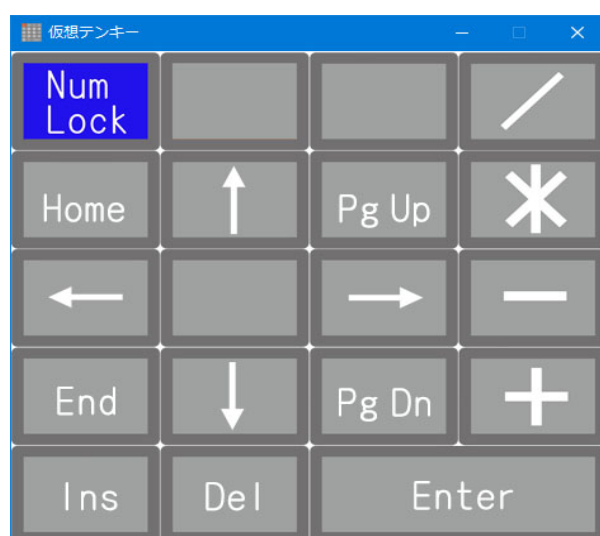 仮想テンキー
Num
Lock
/
Home
↑
Pg Up
*
←
→
-
End
↓
Pg Dn
+
Ins
Del
Enter